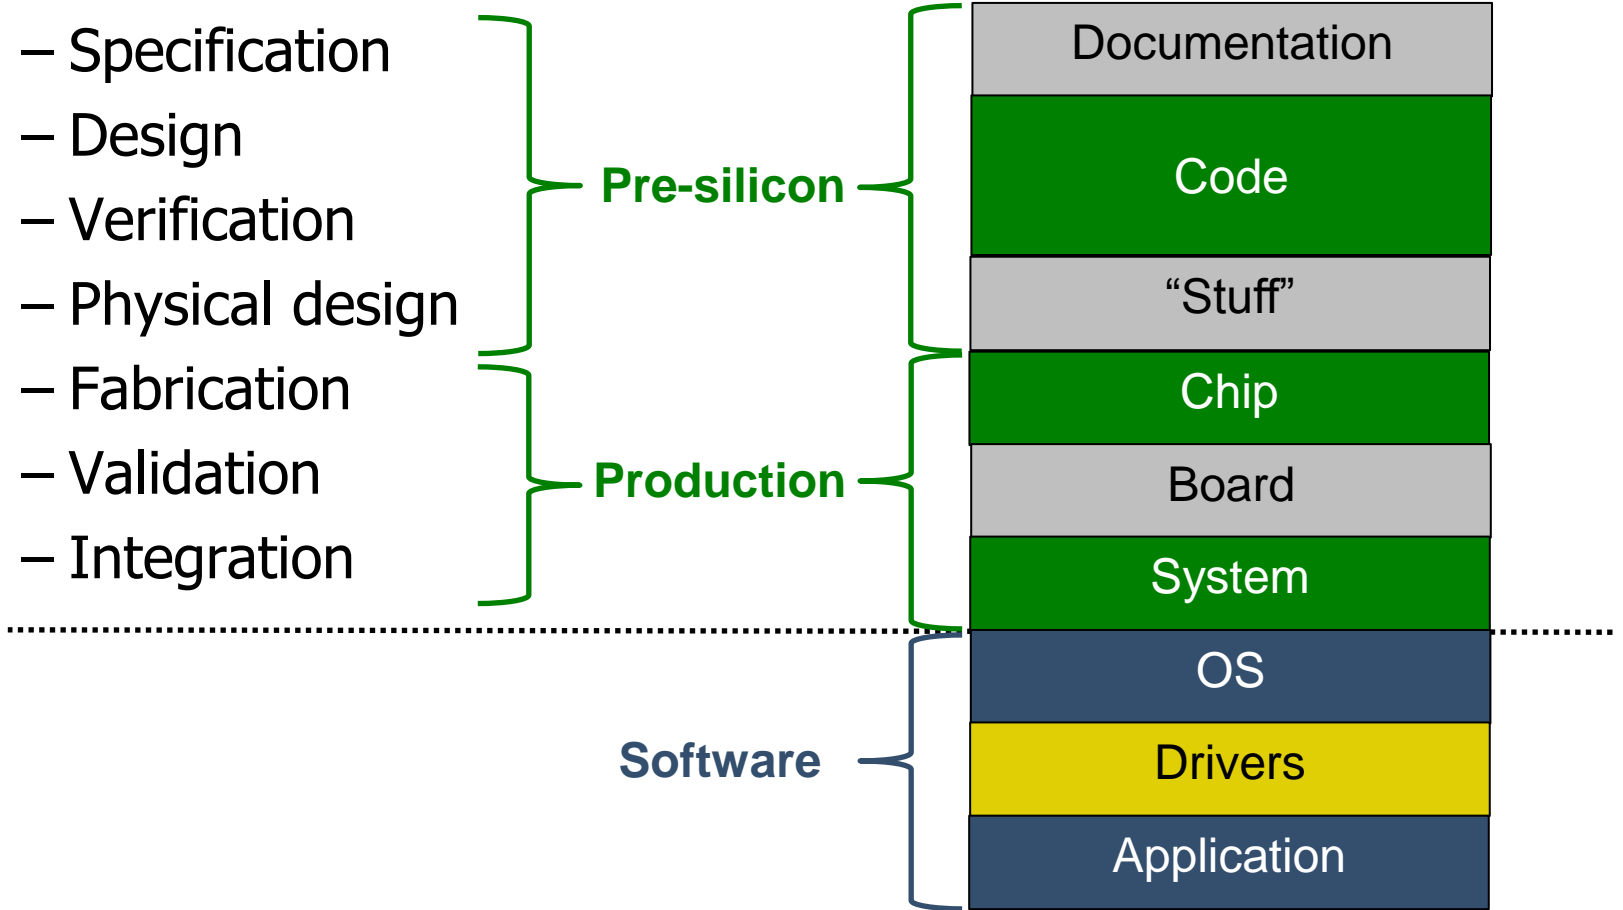 – Specification
– Design
– Verification
– Physical design
– Fabrication
– Validation
– Integration
Pre-silicon
Production
Software
Documentation
Code
“Stuff”
Chip
Board
System
OS
Drivers
Application